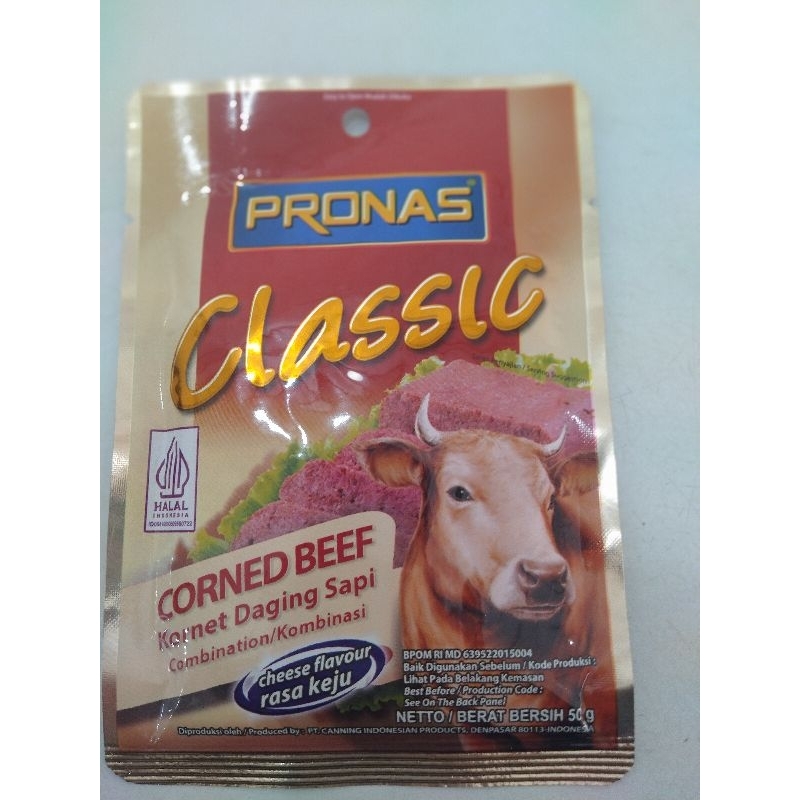 PRONAS
Classic
HALAL
INDONESIA
CORNED BEEF
Kornet Daging Sapi
Combination/Kombinasi
cheese flavour
rasa keju
BPOM RI MD 639522015004
Baik Digunakan Sebelum / Kode Produksi :
Lihat Pada Belakang Kemasan
Best Before / Production Code :
See On The Back Panel
NETTO / BERAT BERSIH 50 g
Diproduksi oleh / Produced by : PT. CANNING INDONESIAN PRODUCTS, DENPASAR 80113-INDONESIA